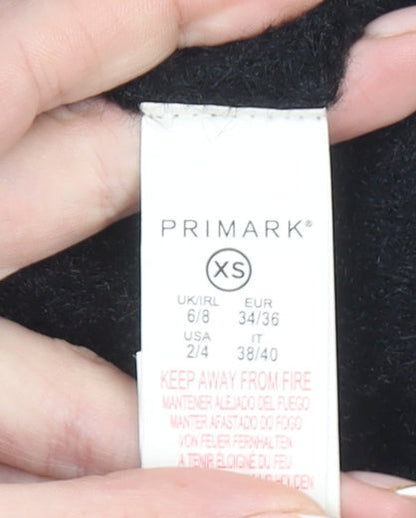 PRIMARK®
XS
UK/IRL EUR
6/8 34/36
USA IT
2/4 38/40
KEEP AWAY FROM FIRE
MANTENER ALEJADO DEL FUEGO
MANTER AFASTADO DO FOGO
VON FEUER FERNHALTEN
A TENIR ÉLOIGNÉ DU FEU
HOUDEN